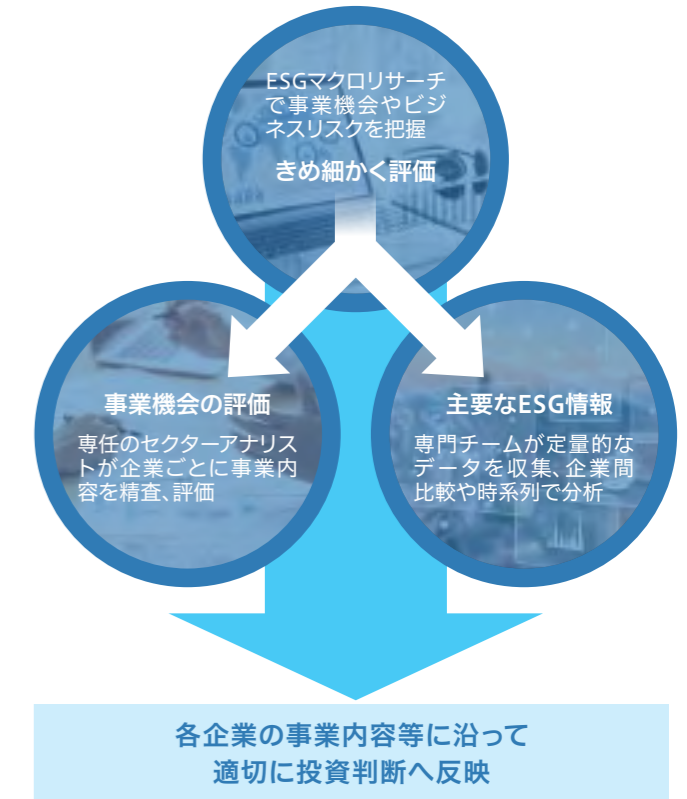 ESGマクロリサーチ
で事業機会やビジ
ネスリスクを把握
きめ細かく評価
事業機会の評価
専任のセクターアナリス
トが企業ごとに事業内
容を精査、評価
主要なESG情報
専門チームが定量的な
データを収集、企業間
比較や時系列で分析
各企業の事業内容等に沿って
適切に投資判断へ反映